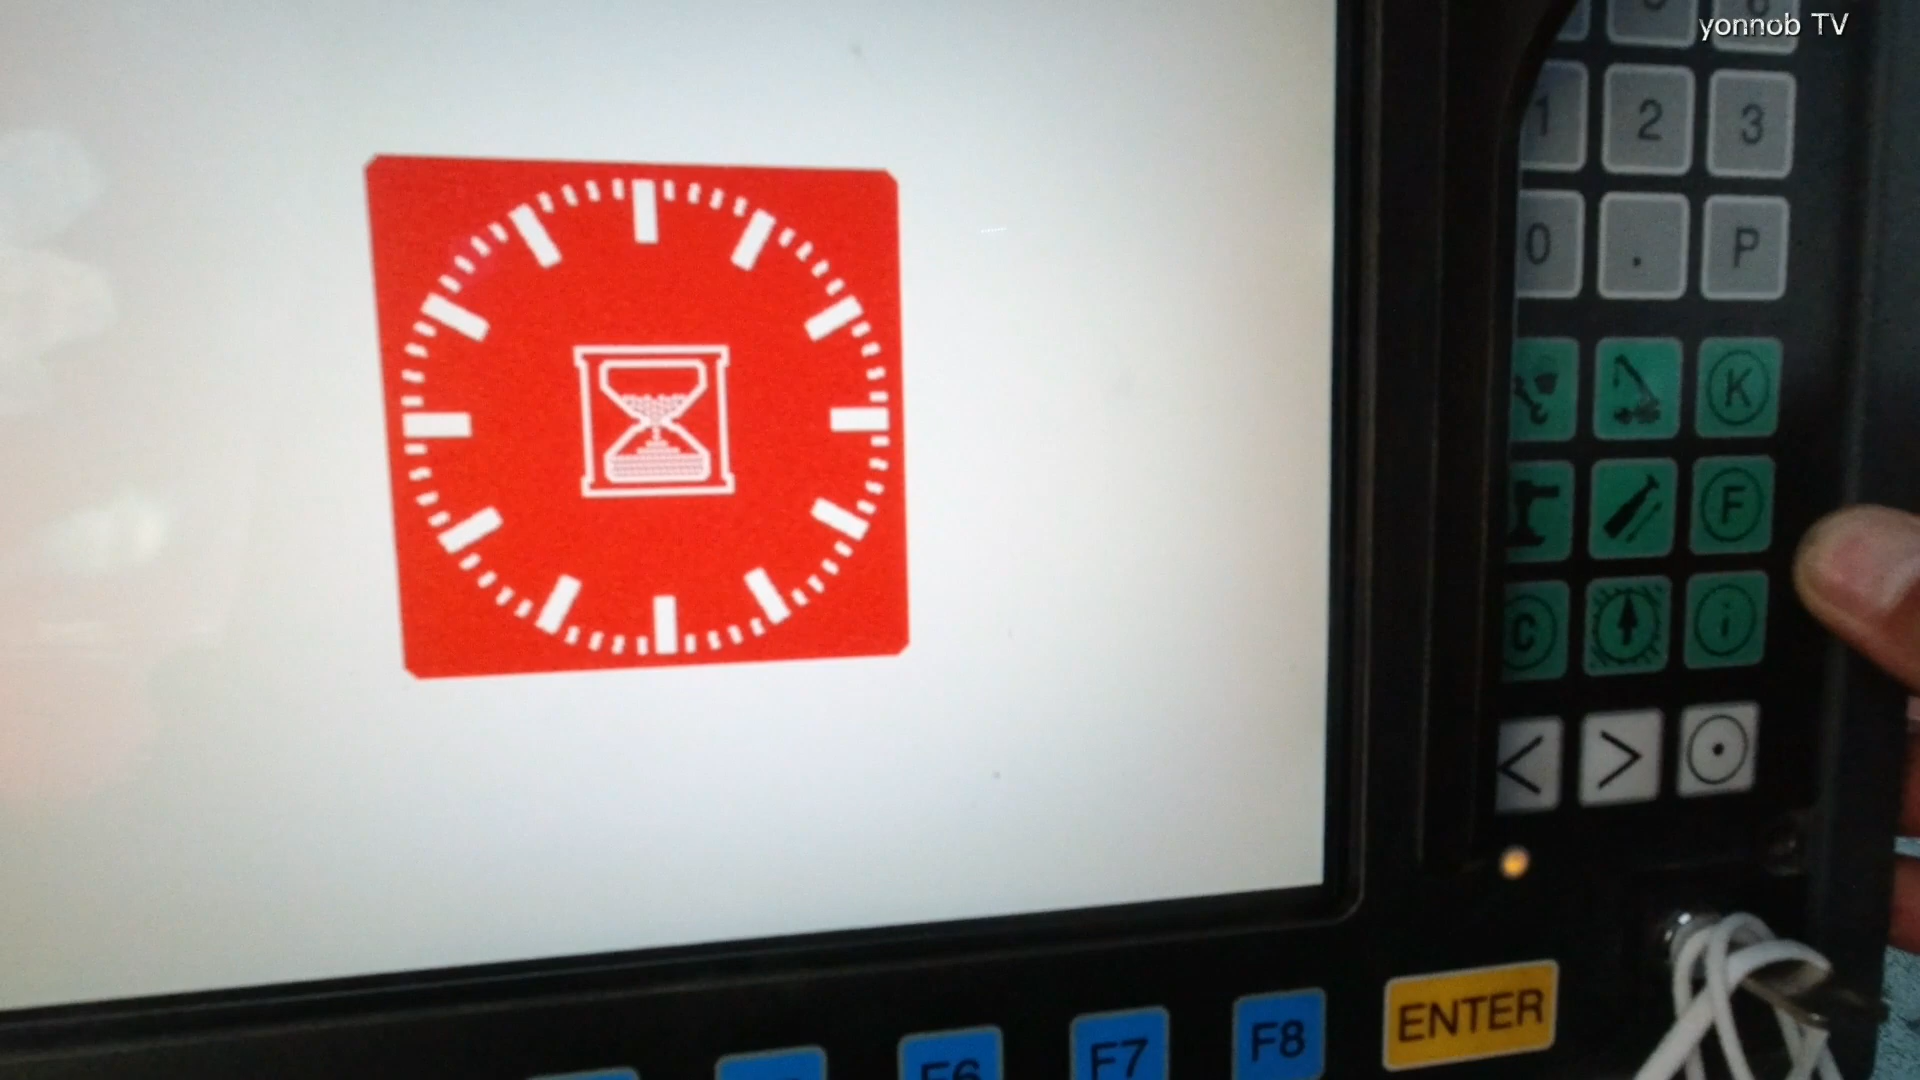 yonnob TV
1 2 3
0 . P
K
F
C i
< >
F6 F7 F8 ENTER